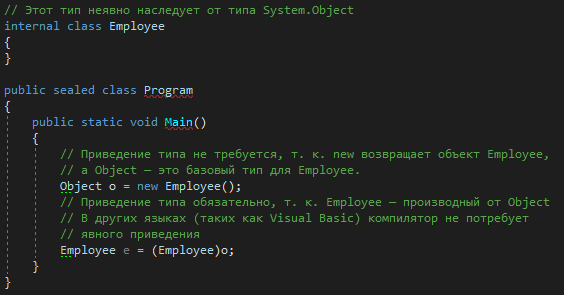 // Этот тип неявно наследует от типа System.Object
internal class Employee
{
}
public sealed class Program
{
public static void Main()
{
// Приведение типа не требуется, т. к. new возвращает объект Employee,
// а Object — это базовый тип для Employee.
Object o = new Employee();
// Приведение типа обязательно, т. к. Employee — производный от Object
// В других языках (таких как Visual Basic) компилятор не потребует
// явного приведения
Employee e = (Employee)o;
}
}